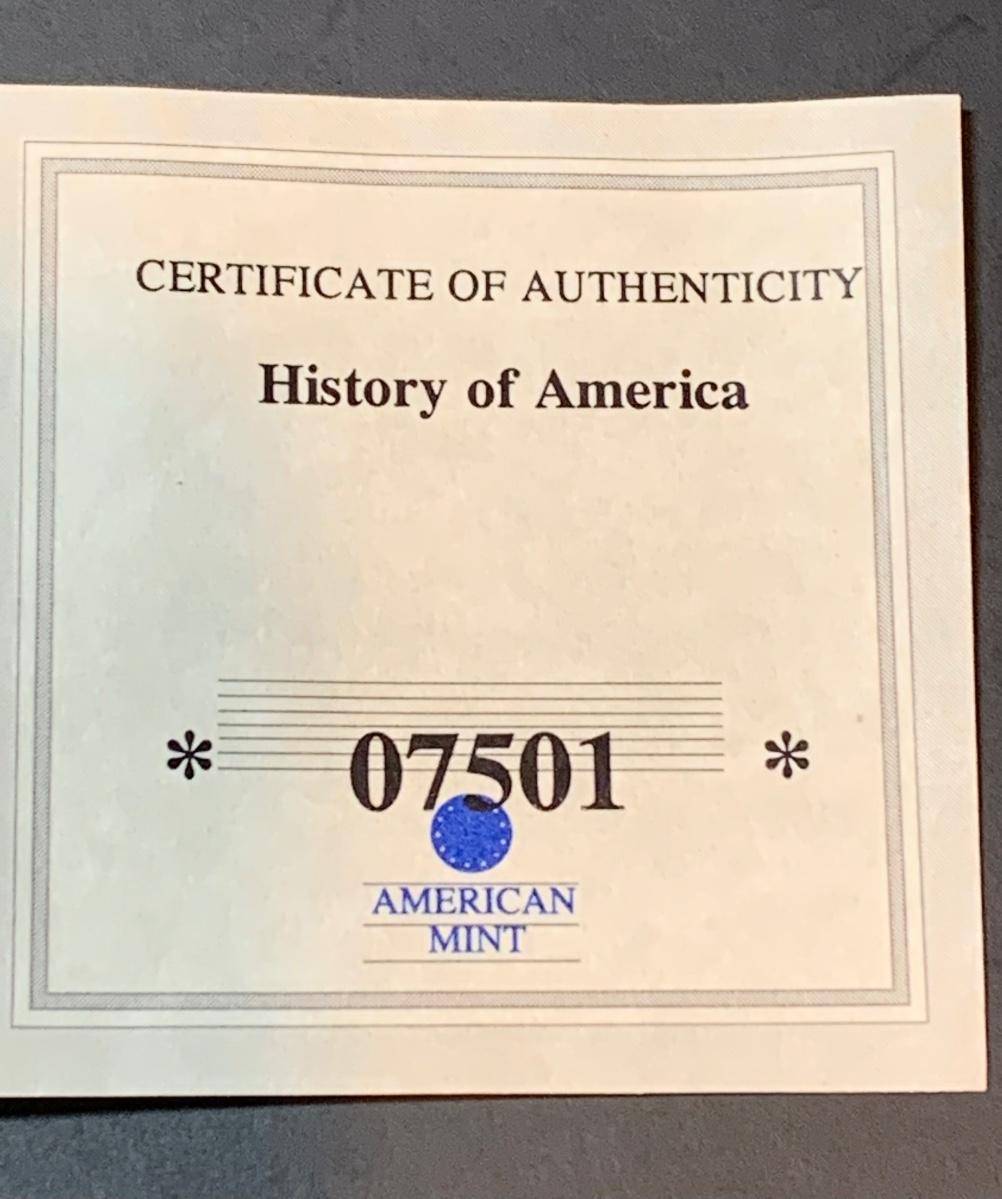 CERTIFICATE OF AUTHENTICITY
History of America
* 07501 *
AMERICAN
MINT